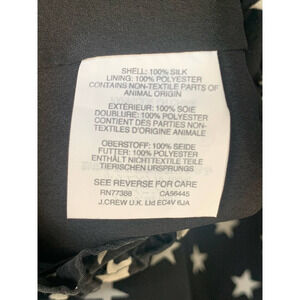 SHELL: 100% SILK
LINING: 100% POLYESTER
CONTAINS NON-TEXTILE PARTS OF
ANIMAL ORIGIN
EXTÉRIEUR: 100% SOIE
DOUBLURE: 100% POLYESTER
CONTIENT DES PARTIES NON-
TEXTILES D'ORIGINE ANIMALE
OBERSTOFF: 100% SEIDE
FUTTER: 100% POLYESTER
ENTHÄLT NICHTTEXTILE TEILE
TIERISCHEN URSPRUNGS
SEE REVERSE FOR CARE
RN77388 CA56445
J.CREW U.K. Ltd EC4V 6JA